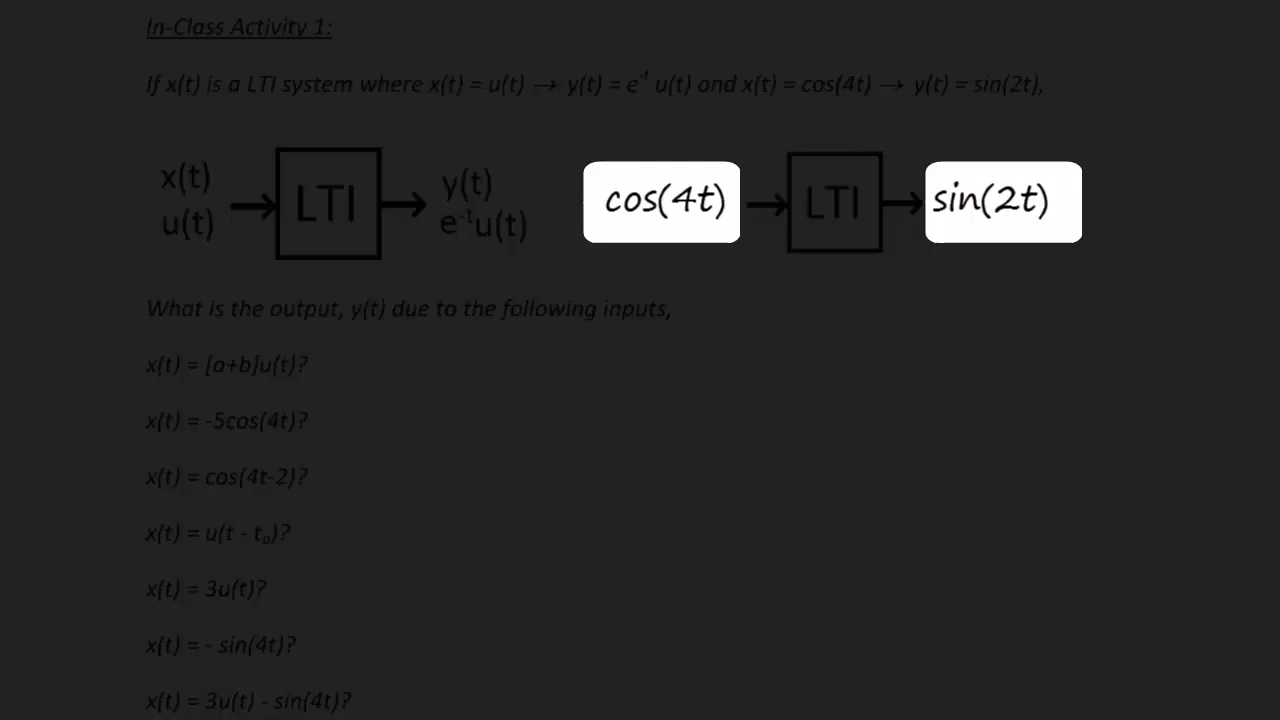 In-Class Activity 1:
If x(t) is a LTI system where x(t) = u(t) → y(t) = e⁻ᵗ u(t) and x(t) = cos(4t) → y(t) = sin(2t),
x(t) LTI y(t)
u(t) e⁻ᵗu(t)
cos(4t) LTI sin(2t)
What is the output, y(t) due to the following inputs,
x(t) = [a+b]u(t)?
x(t) = -5cos(4t)?
x(t) = cos(4t-2)?
x(t) = u(t - tᵤ)?
x(t) = 3u(t)?
x(t) = - sin(4t)?
x(t) = 3u(t) - sin(4t)?